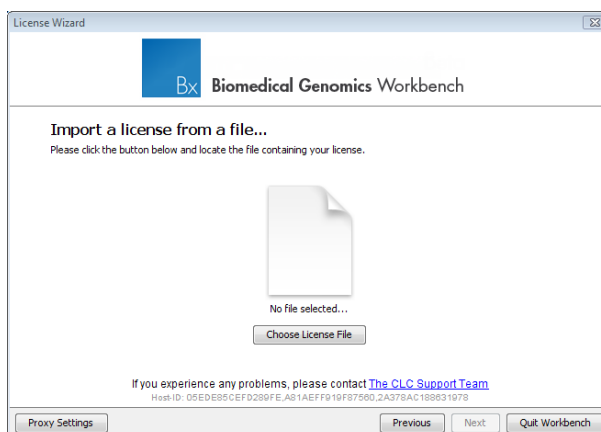 License Wizard
Bx Biomedical Genomics Workbench
Import a license from a file...
Please click the button below and locate the file containing your license.
No file selected...
Choose License File
If you experience any problems, please contact The CLC Support Team
Host-ID: 05EDE85CEFD289FE,A81AEFF919F87560,2A378AC188631978
Proxy Settings Previous Next Quit Workbench